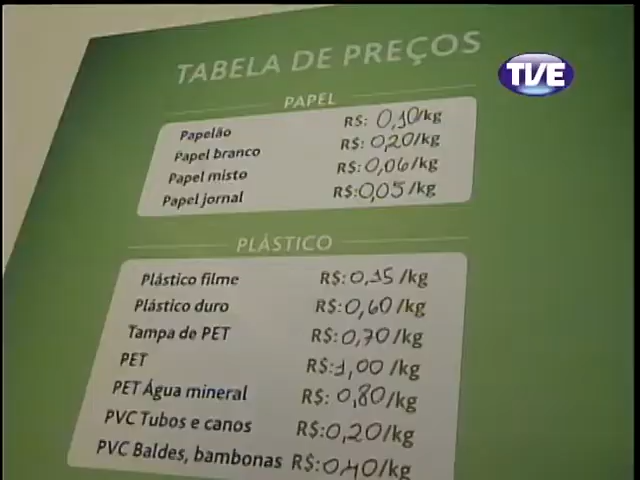 TVE
TABELA DE PREÇOS
PAPEL
Papelão R$: 0,10/kg
Papel branco R$: 0,20/kg
Papel misto R$: 0,06/kg
Papel jornal R$: 0,05/kg
PLÁSTICO
Plástico filme R$: 0,15/kg
Plástico duro R$: 0,60/kg
Tampa de PET R$: 0,70/kg
PET R$: 1,00/kg
PET Água mineral R$: 0,80/kg
PVC Tubos e canos R$: 0,20/kg
PVC Baldes, bambonas R$: 0,40/kg